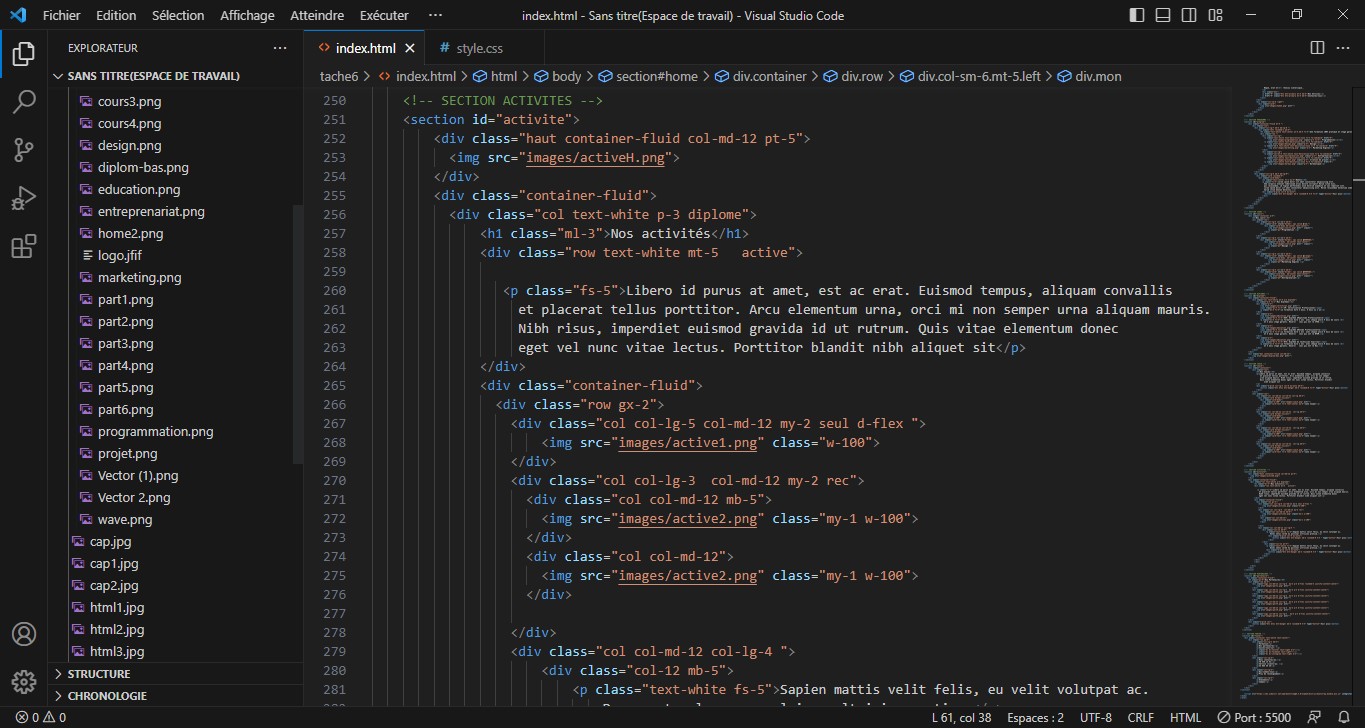 Fichier Edition Sélection Affichage Atteindre Exécuter ··· index.html - Sans titre(Espace de travail) - Visual Studio Code
EXPLORATEUR ···
SANS TITRE(ESPACE DE TRAVAIL)
cours3.png
cours4.png
design.png
diplom-bas.png
education.png
entreprenariat.png
home2.png
logo.jfif
marketing.png
part1.png
part2.png
part3.png
part4.png
part5.png
part6.png
programmation.png
projet.png
Vector (1).png
Vector 2.png
wave.png
cap.jpg
cap1.jpg
cap2.jpg
html1.jpg
html2.jpg
html3.jpg
STRUCTURE
CHRONOLOGIE
<> index.html × # style.css
tache6 > <> index.html > html > body > section#home > div.container > div.row > div.col-sm-6.mt-5.left > div.mon
250 <!-- SECTION ACTIVITES -->
251 <section id="activite">
252 <div class="haut container-fluid col-md-12 pt-5">
253 <img src="images/activeH.png">
254 </div>
255 <div class="container-fluid">
256 <div class="col text-white p-3 diplome">
257 <h1 class="ml-3">Nos activités</h1>
258 <div class="row text-white mt-5   active">
259
260 <p class="fs-5">Libero id purus at amet, est ac erat. Euismod tempus, aliquam convallis
261 et placerat tellus porttitor. Arcu elementum urna, orci mi non semper urna aliquam mauris.
262 Nibh risus, imperdiet euismod gravida id ut rutrum. Quis vitae elementum donec
263 eget vel nunc vitae lectus. Porttitor blandit nibh aliquet sit</p>
264 </div>
265 <div class="container-fluid">
266 <div class="row gx-2">
267 <div class="col col-lg-5 col-md-12 my-2 seul d-flex ">
268 <img src="images/active1.png" class="w-100">
269 </div>
270 <div class="col col-lg-3  col-md-12 my-2 rec">
271 <div class="col col-md-12 mb-5">
272 <img src="images/active2.png" class="my-1 w-100">
273 </div>
274 <div class="col col-md-12">
275 <img src="images/active2.png" class="my-1 w-100">
276 </div>
277
278 </div>
279 <div class="col col-md-12 col-lg-4 ">
280 <div class="col-12 mb-5">
281 <p class="text-white fs-5">Sapien mattis velit felis, eu velit volutpat ac.
0 0 L 61, col 38 Espaces : 2 UTF-8 CRLF HTML Port : 5500